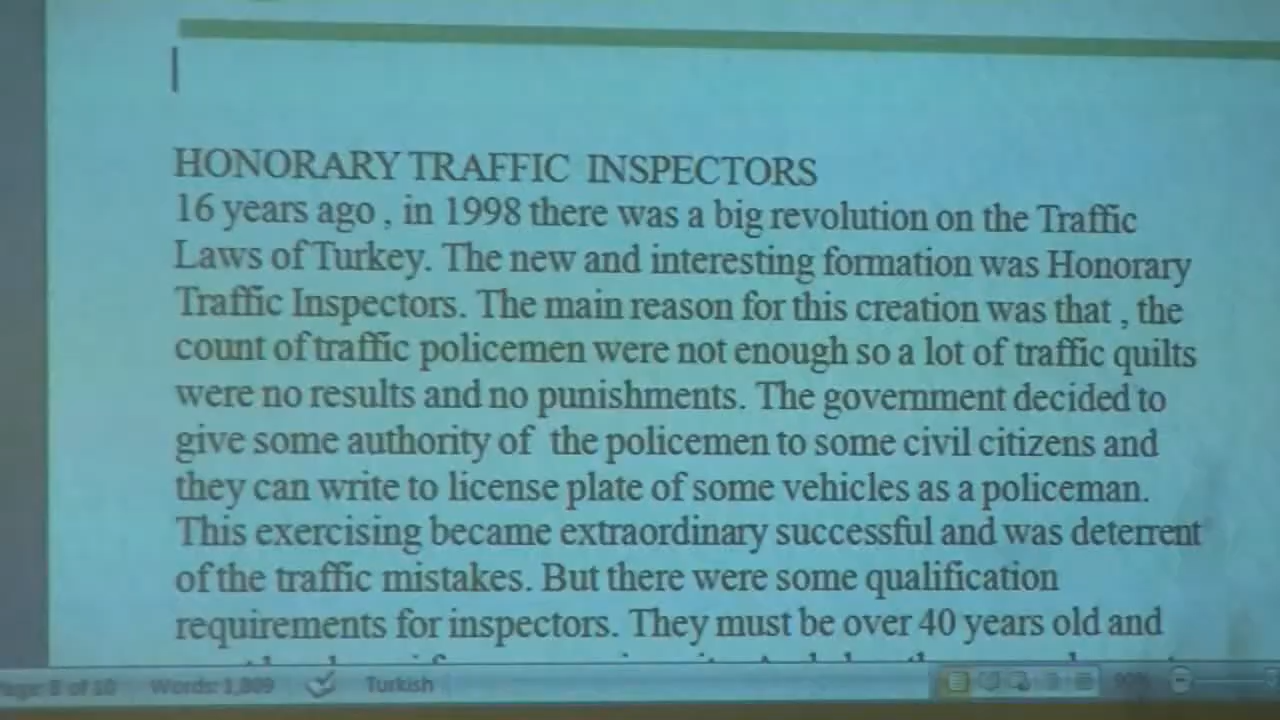 HONORARY TRAFFIC INSPECTORS
16 years ago , in 1998 there was a big revolution on the Traffic
Laws of Turkey. The new and interesting formation was Honorary
Traffic Inspectors. The main reason for this creation was that , the
count of traffic policemen were not enough so a lot of traffic quilts
were no results and no punishments. The government decided to
give some authority of the policemen to some civil citizens and
they can write to license plate of some vehicles as a policeman.
This exercising became extraordinary successful and was deterrent
of the traffic mistakes. But there were some qualification
requirements for inspectors. They must be over 40 years old and
Page: 8 of 10 Words: 1,809 Turkish